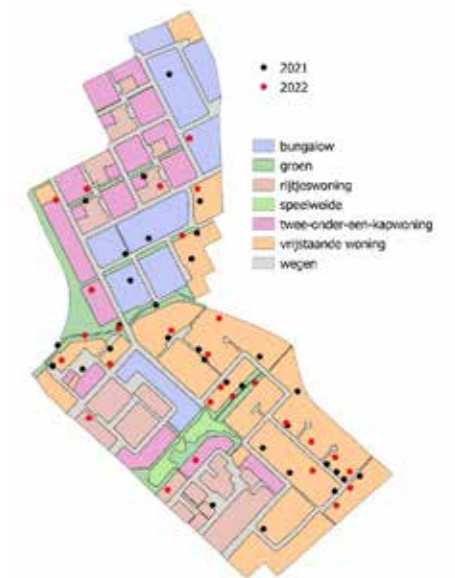 2021
2022
bungalow
groen
rijtjeswoning
speelweide
twee-onder-een-kapwoning
vrijstaande woning
wegen